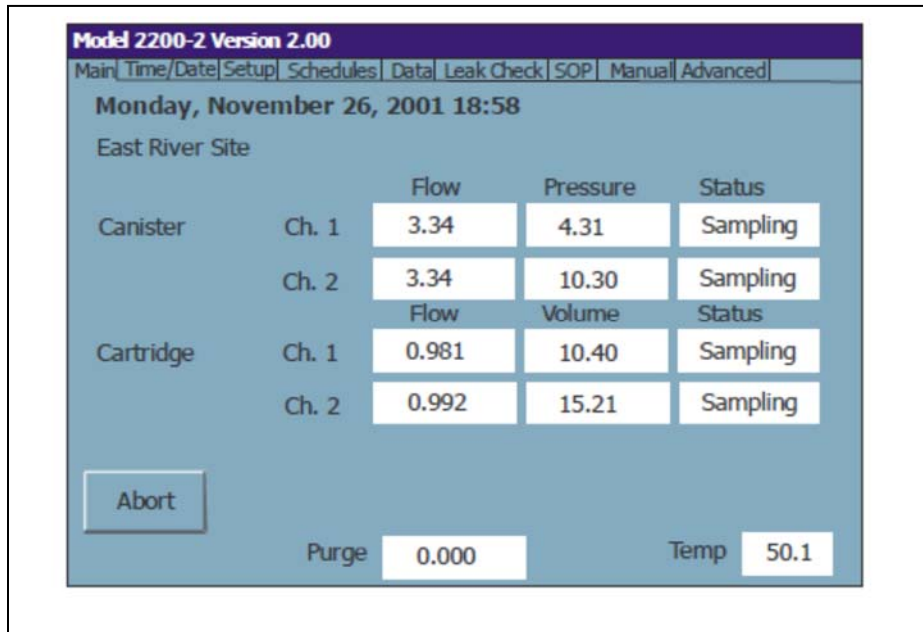 Model 2200-2 Version 2.00
Main Time/Date Setup Schedules Data Leak Check SOP Manual Advanced
Monday, November 26, 2001 18:58
East River Site
Flow Pressure Status
Canister Ch. 1 3.34 4.31 Sampling
Ch. 2 3.34 10.30 Sampling
Flow Volume Status
Cartridge Ch. 1 0.981 10.40 Sampling
Ch. 2 0.992 15.21 Sampling
Abort
Purge 0.000 Temp 50.1